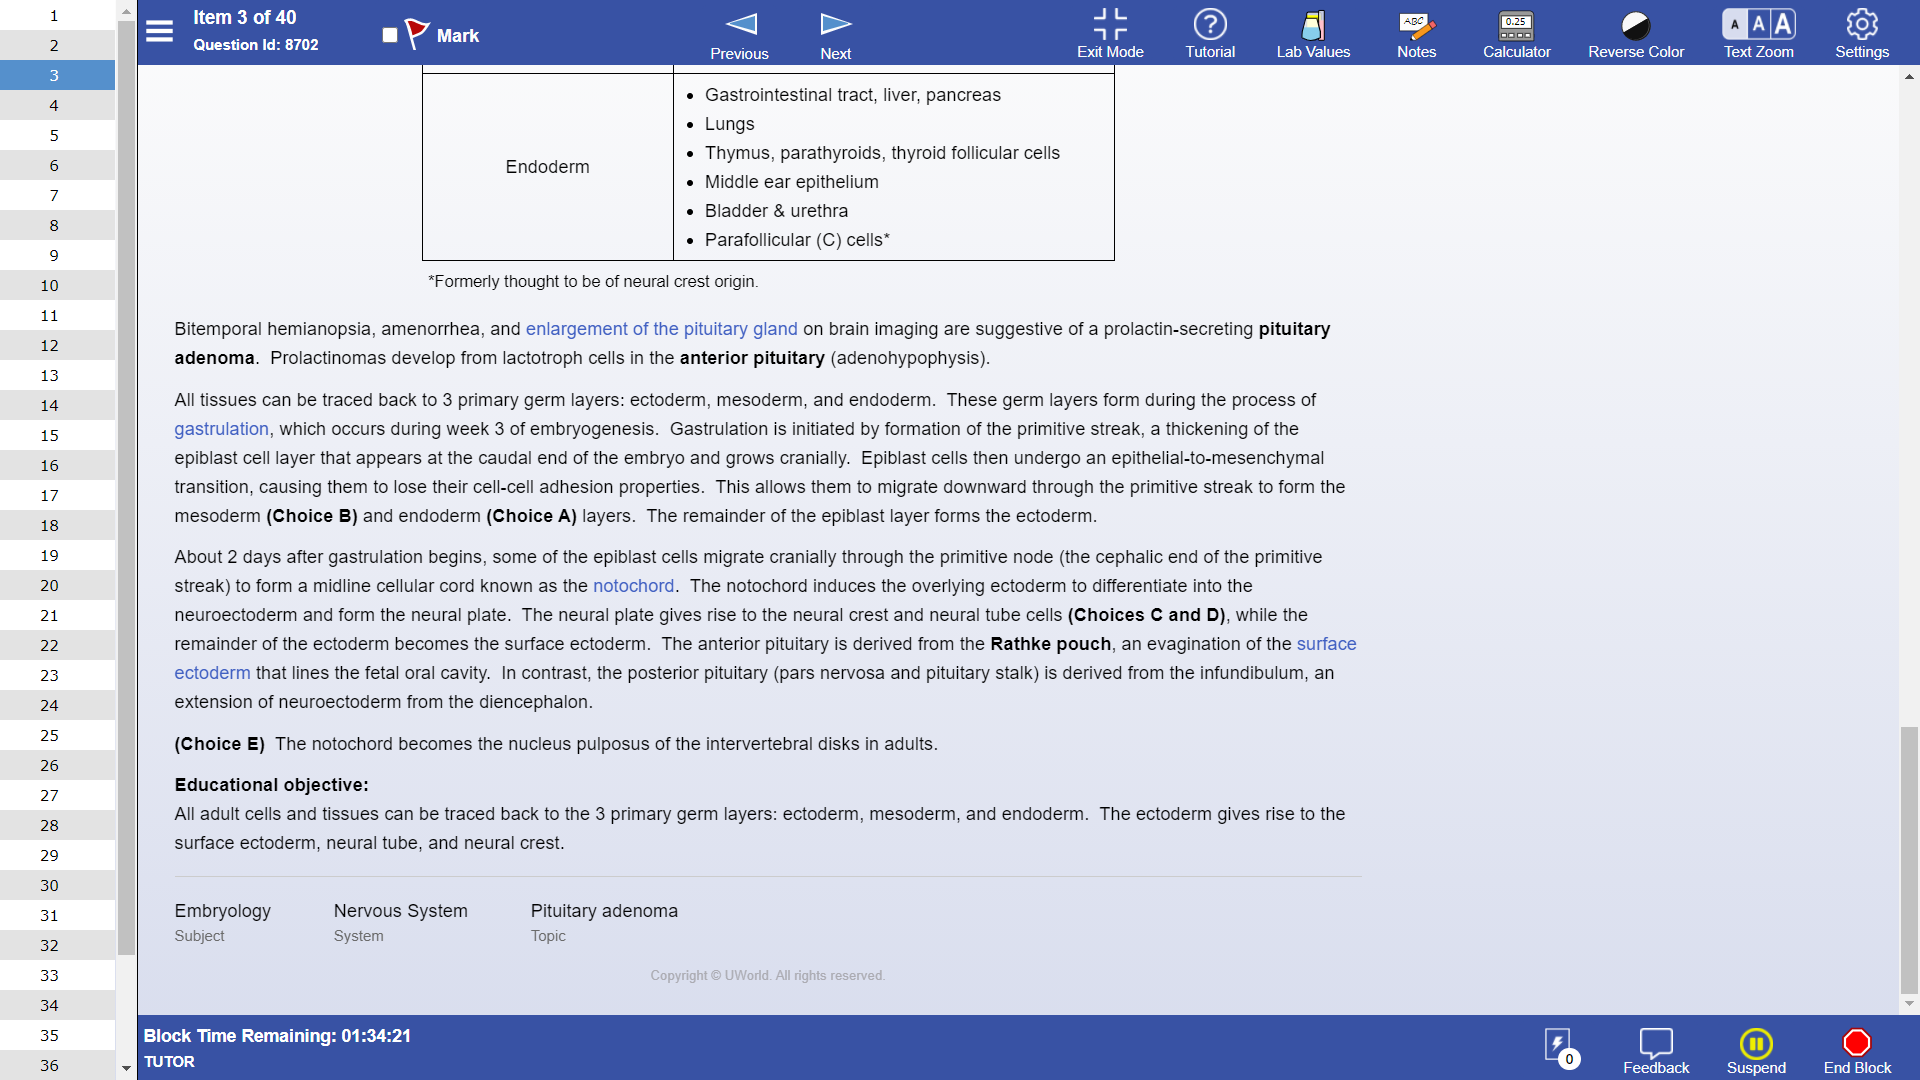 1
2
3
4
5
6
7
8
9
10
11
12
13
14
15
16
17
18
19
20
21
22
23
24
25
26
27
28
29
30
31
32
33
34
35
36
Item 3 of 40
Question Id: 8702
Mark
Previous
Next
Exit Mode
Tutorial
Lab Values
ABC
Notes
0.25
Calculator
Reverse Color
A A A
Text Zoom
Settings
Endoderm
• Gastrointestinal tract, liver, pancreas
• Lungs
• Thymus, parathyroids, thyroid follicular cells
• Middle ear epithelium
• Bladder & urethra
• Parafollicular (C) cells*
*Formerly thought to be of neural crest origin.
Bitemporal hemianopsia, amenorrhea, and enlargement of the pituitary gland on brain imaging are suggestive of a prolactin-secreting pituitary
adenoma. Prolactinomas develop from lactotroph cells in the anterior pituitary (adenohypophysis).
All tissues can be traced back to 3 primary germ layers: ectoderm, mesoderm, and endoderm. These germ layers form during the process of
gastrulation, which occurs during week 3 of embryogenesis. Gastrulation is initiated by formation of the primitive streak, a thickening of the
epiblast cell layer that appears at the caudal end of the embryo and grows cranially. Epiblast cells then undergo an epithelial-to-mesenchymal
transition, causing them to lose their cell-cell adhesion properties. This allows them to migrate downward through the primitive streak to form the
mesoderm (Choice B) and endoderm (Choice A) layers. The remainder of the epiblast layer forms the ectoderm.
About 2 days after gastrulation begins, some of the epiblast cells migrate cranially through the primitive node (the cephalic end of the primitive
streak) to form a midline cellular cord known as the notochord. The notochord induces the overlying ectoderm to differentiate into the
neuroectoderm and form the neural plate. The neural plate gives rise to the neural crest and neural tube cells (Choices C and D), while the
remainder of the ectoderm becomes the surface ectoderm. The anterior pituitary is derived from the Rathke pouch, an evagination of the surface
ectoderm that lines the fetal oral cavity. In contrast, the posterior pituitary (pars nervosa and pituitary stalk) is derived from the infundibulum, an
extension of neuroectoderm from the diencephalon.
(Choice E) The notochord becomes the nucleus pulposus of the intervertebral disks in adults.
Educational objective:
All adult cells and tissues can be traced back to the 3 primary germ layers: ectoderm, mesoderm, and endoderm. The ectoderm gives rise to the
surface ectoderm, neural tube, and neural crest.
Embryology
Subject
Nervous System
System
Pituitary adenoma
Topic
Copyright © UWorld. All rights reserved.
Block Time Remaining: 01:34:21
TUTOR
0
Feedback
Suspend
End Block